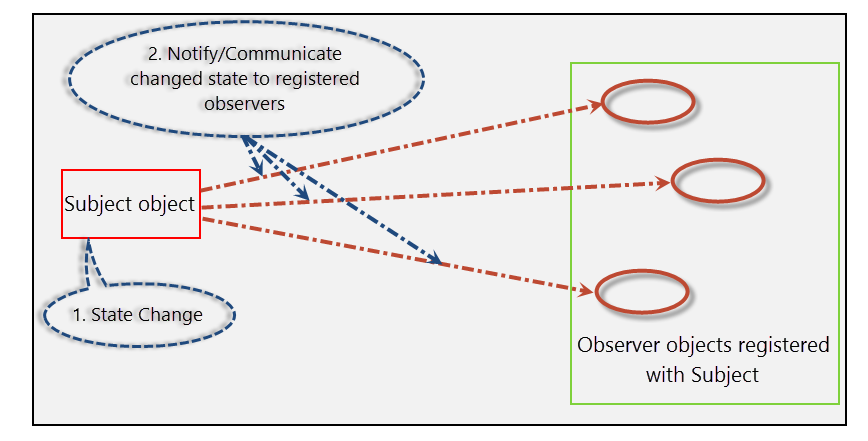 2. Notify/Communicate
changed state to registered
observers
Subject object
1. State Change
Observer objects registered
with Subject